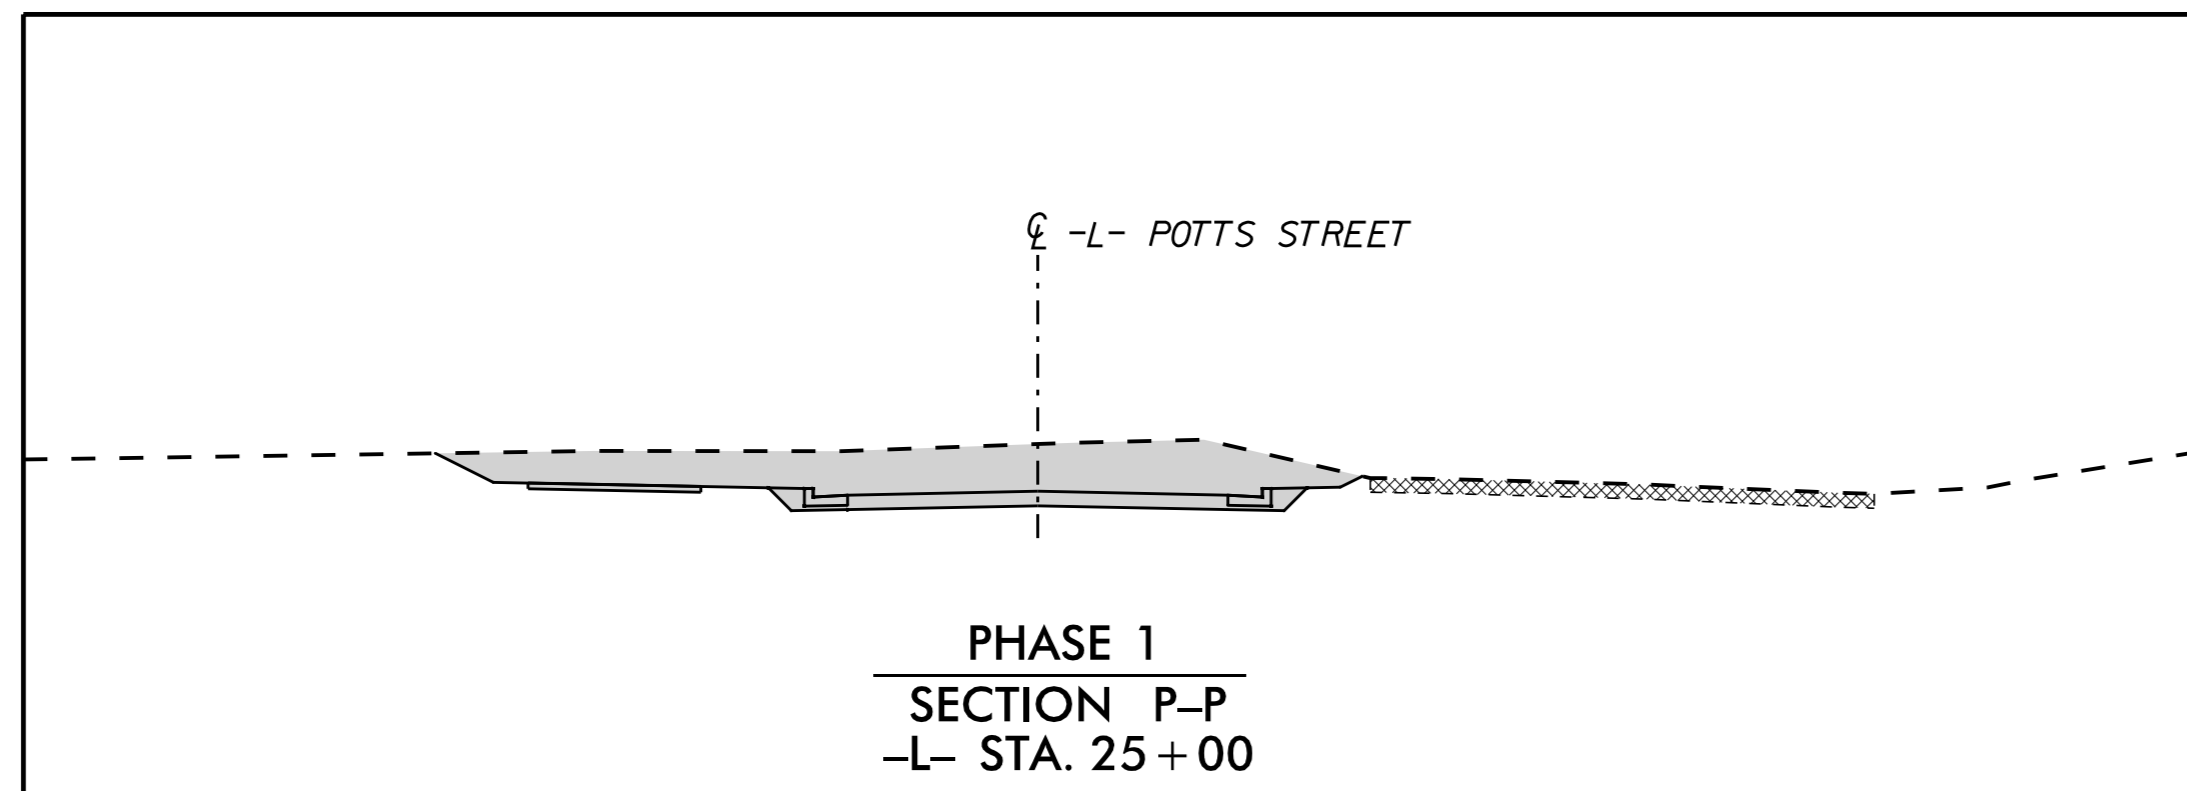 ℄ -L- POTTS STREET
PHASE 1
SECTION P–P
–L– STA. 25+00